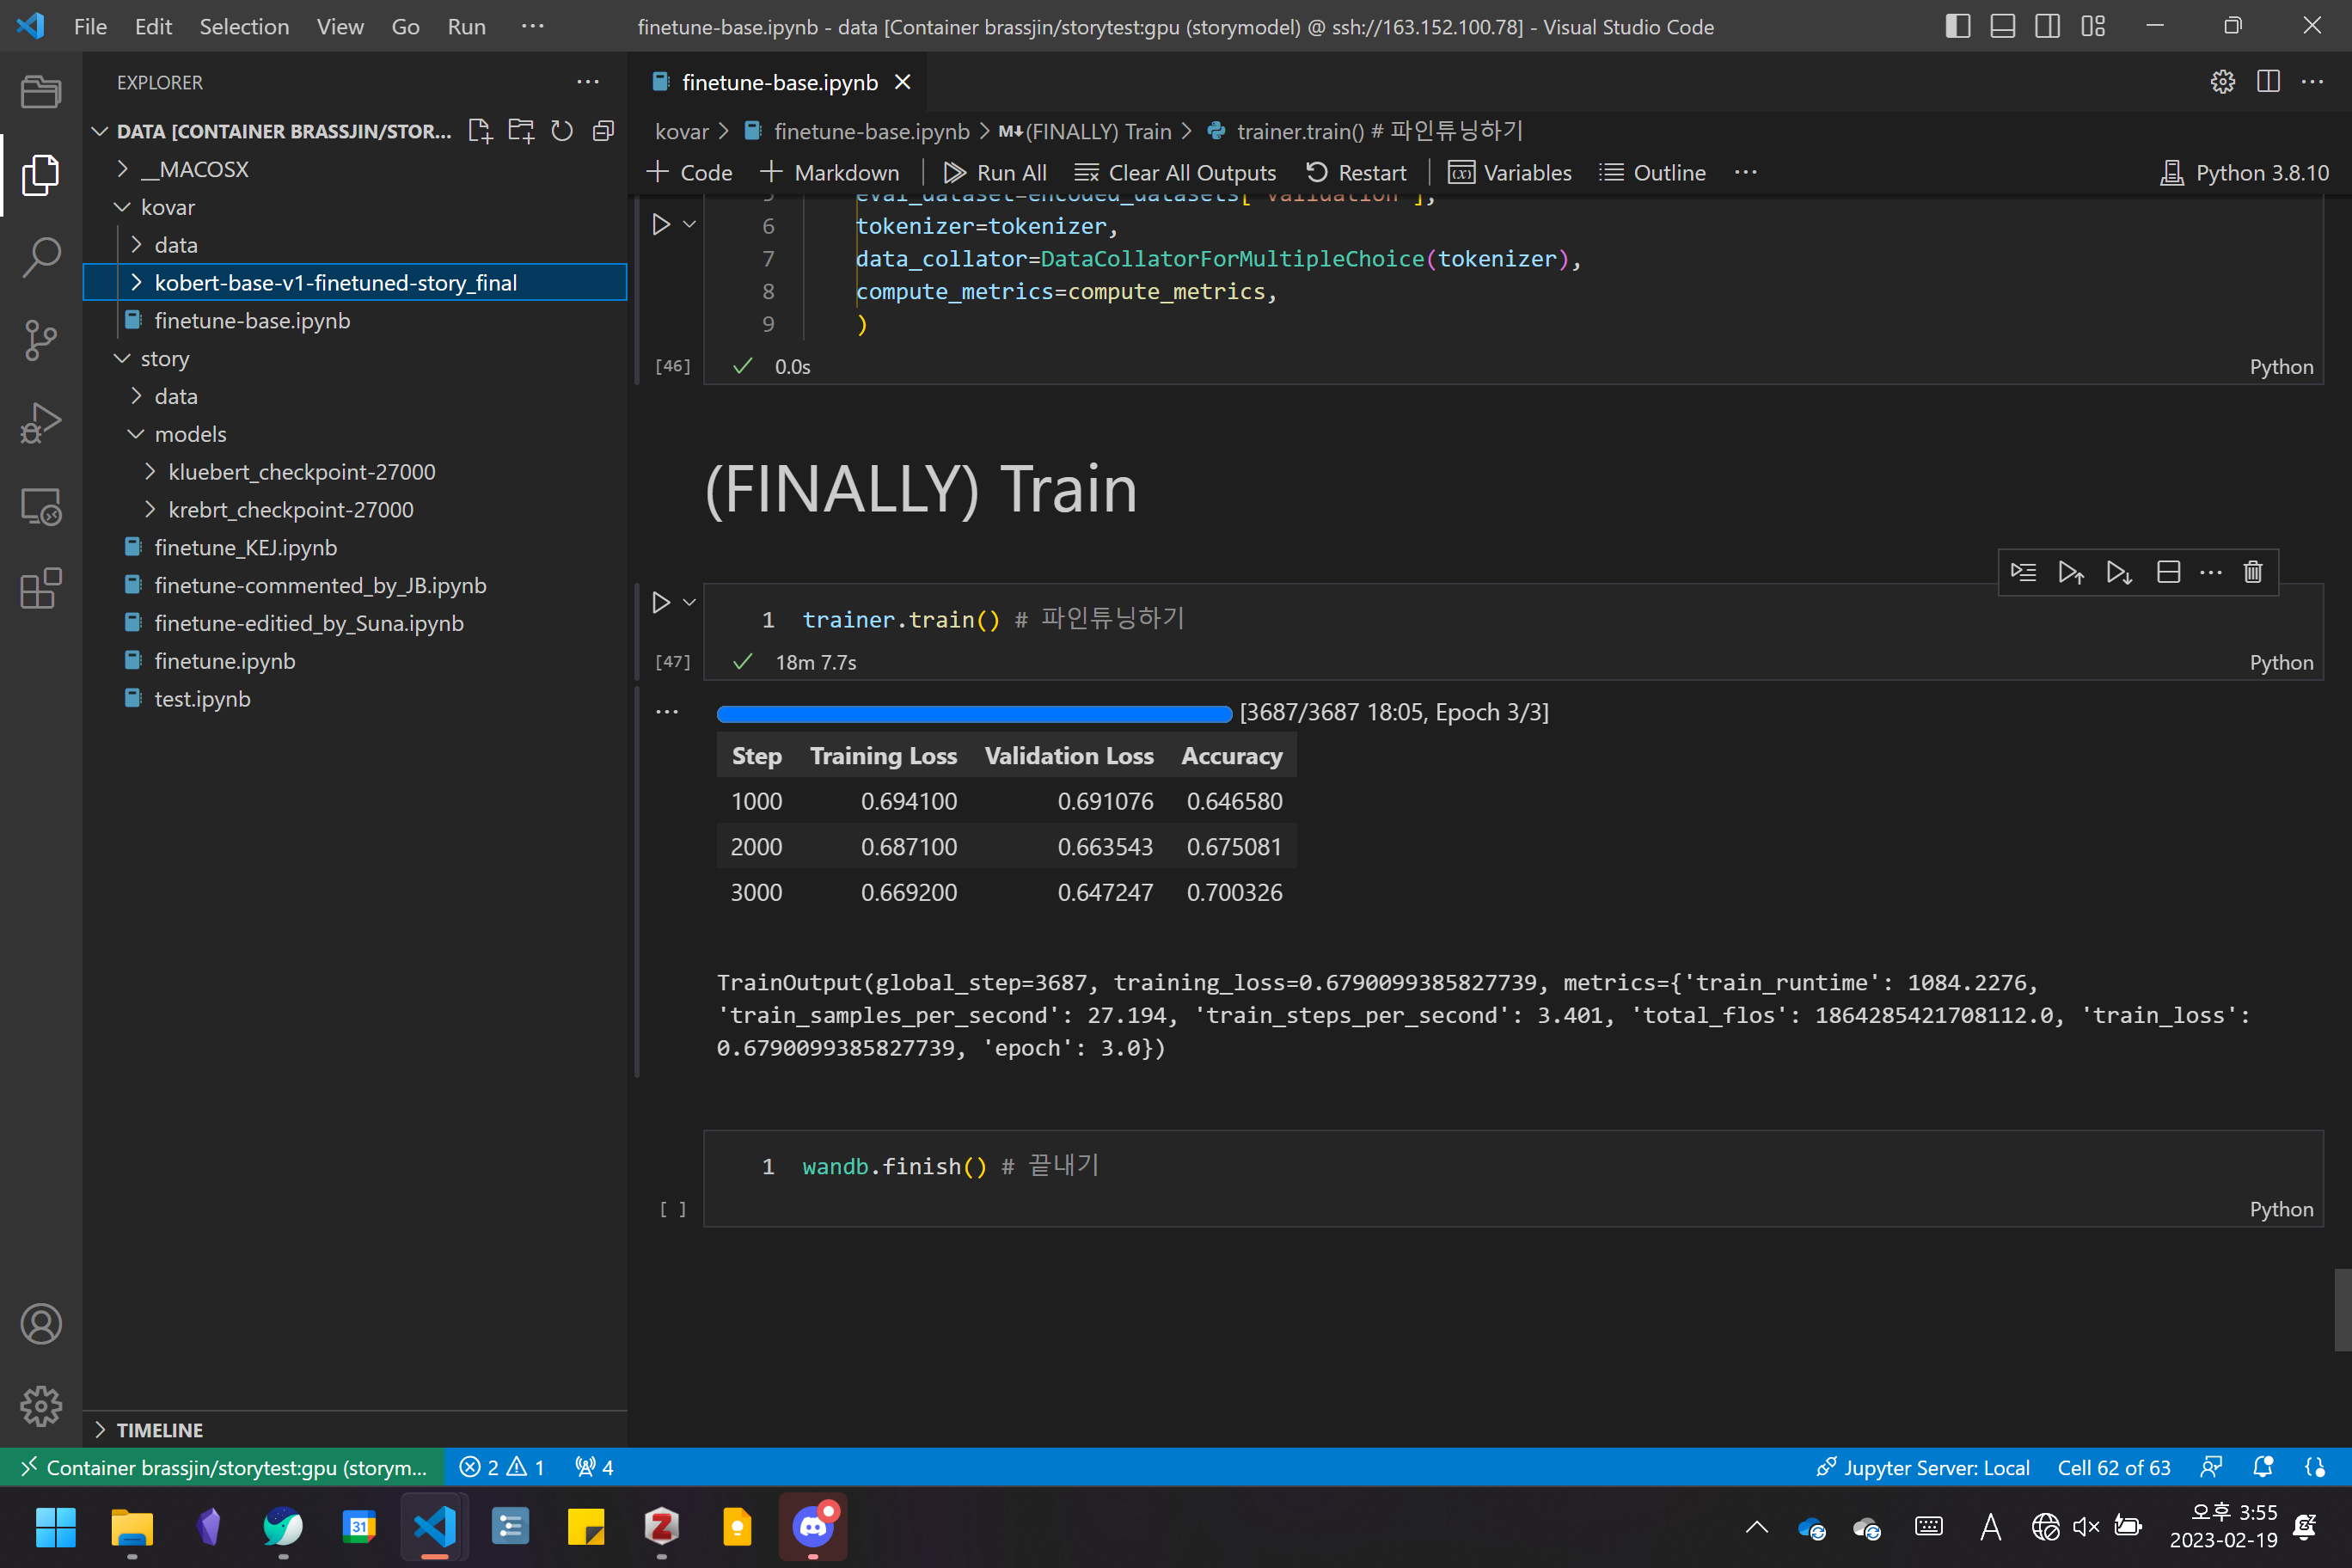 File Edit Selection View Go Run ···
finetune-base.ipynb - data [Container brassjin/storytest:gpu (storymodel) @ ssh://163.152.100.78] - Visual Studio Code
EXPLORER
DATA [CONTAINER BRASSJIN/STOR...
__MACOSX
kovar
data
kobert-base-v1-finetuned-story_final
finetune-base.ipynb
story
data
models
kluebert_checkpoint-27000
krebrt_checkpoint-27000
finetune_KEJ.ipynb
finetune-commented_by_JB.ipynb
finetune-editied_by_Suna.ipynb
finetune.ipynb
test.ipynb
TIMELINE
finetune-base.ipynb
kovar > finetune-base.ipynb > M↓(FINALLY) Train > trainer.train() # 파인튜닝하기
+ Code + Markdown Run All Clear All Outputs Restart Variables Outline ··· Python 3.8.10
5 eval_dataset=encoded_datasets["validation"],
6 tokenizer=tokenizer,
7 data_collator=DataCollatorForMultipleChoice(tokenizer),
8 compute_metrics=compute_metrics,
9 )
[46] ✓ 0.0s Python
(FINALLY) Train
1 trainer.train() # 파인튜닝하기
[47] ✓ 18m 7.7s Python
[3687/3687 18:05, Epoch 3/3]
Step Training Loss Validation Loss Accuracy
1000 0.694100 0.691076 0.646580
2000 0.687100 0.663543 0.675081
3000 0.669200 0.647247 0.700326
TrainOutput(global_step=3687, training_loss=0.6790099385827739, metrics={'train_runtime': 1084.2276,
'train_samples_per_second': 27.194, 'train_steps_per_second': 3.401, 'total_flos': 1864285421708112.0, 'train_loss':
0.6790099385827739, 'epoch': 3.0})
1 wandb.finish() # 끝내기
[ ] Python
Container brassjin/storytest:gpu (storym... 2 1 4 Jupyter Server: Local Cell 62 of 63
31
Z
A
오후 3:55
2023-02-19